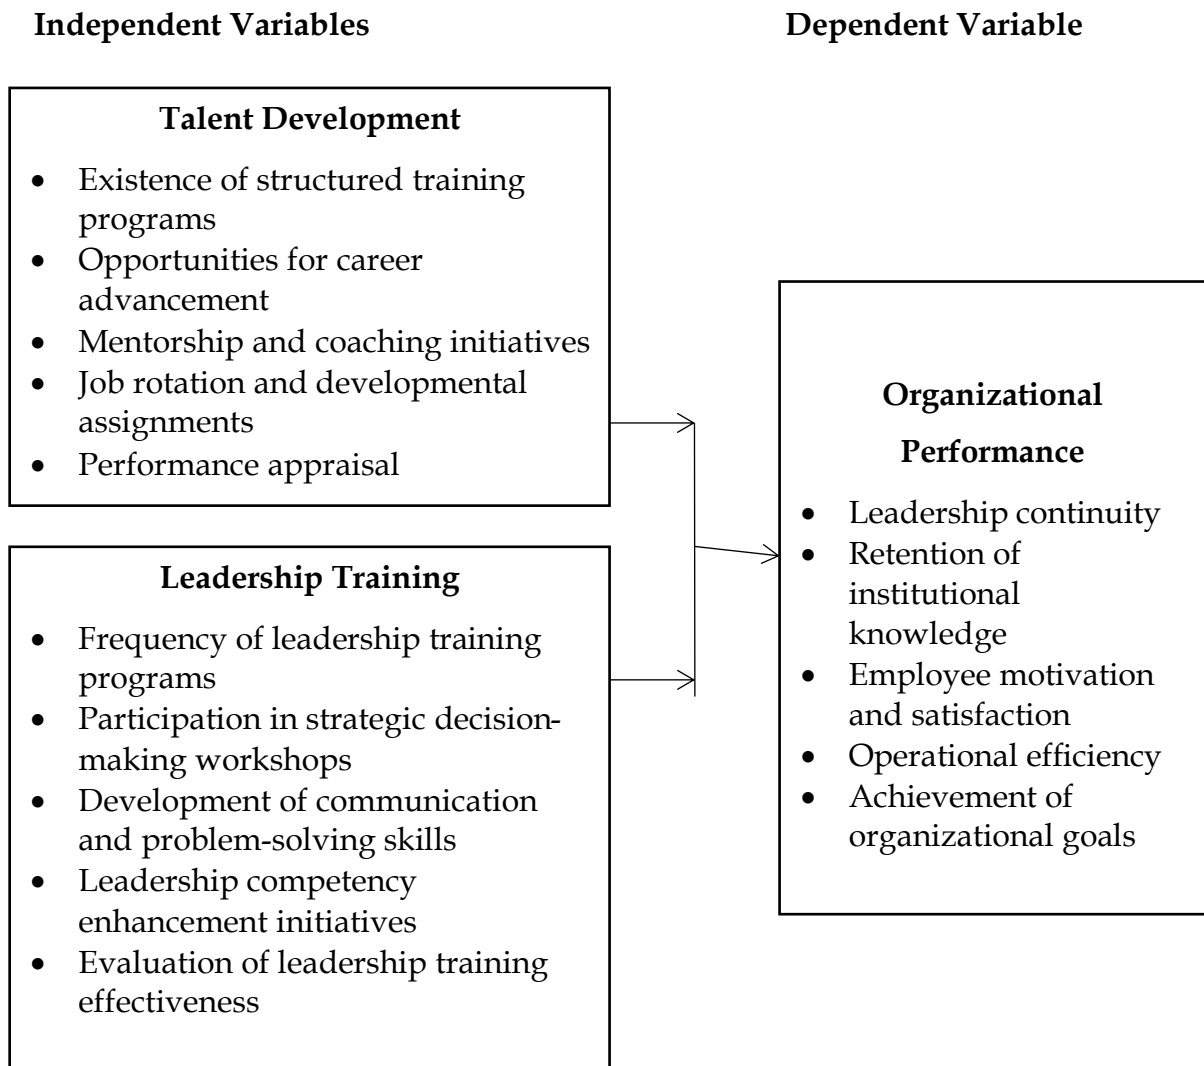 Independent Variables
Dependent Variable
Talent Development
• Existence of structured training
programs
• Opportunities for career
advancement
• Mentorship and coaching initiatives
• Job rotation and developmental
assignments
• Performance appraisal
Leadership Training
• Frequency of leadership training
programs
• Participation in strategic decision-
making workshops
• Development of communication
and problem-solving skills
• Leadership competency
enhancement initiatives
• Evaluation of leadership training
effectiveness
Organizational
Performance
• Leadership continuity
• Retention of
institutional
knowledge
• Employee motivation
and satisfaction
• Operational efficiency
• Achievement of
organizational goals